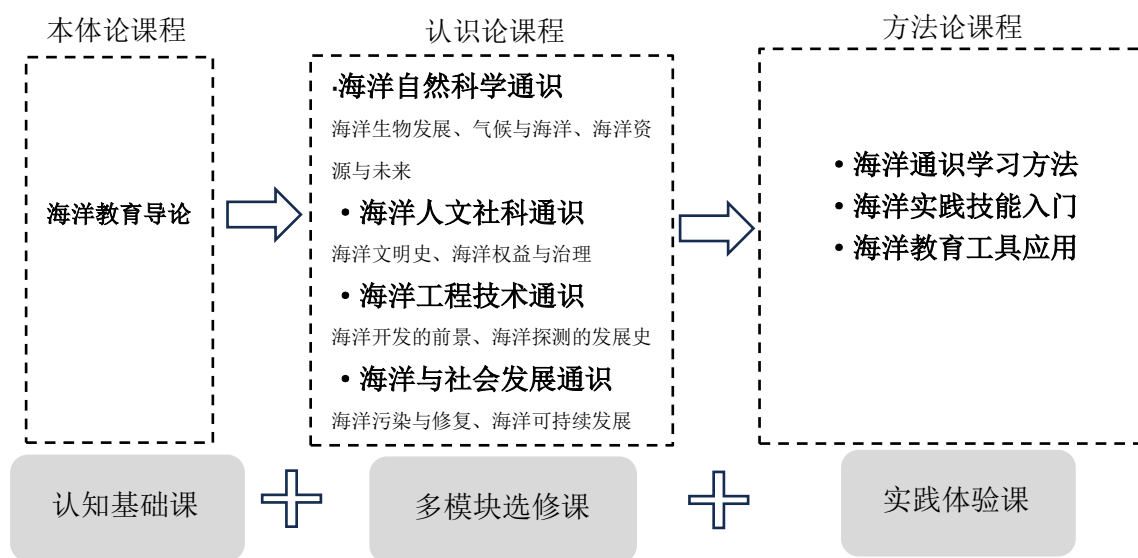 本体论课程
海洋教育导论
认知基础课
认识论课程
·海洋自然科学通识
海洋生物发展、气候与海洋、海洋资
源与未来
•海洋人文社科通识
海洋文明史、海洋权益与治理
•海洋工程技术通识
海洋开发的前景、海洋探测的发展史
•海洋与社会发展通识
海洋污染与修复、海洋可持续发展
多模块选修课
方法论课程
•海洋通识学习方法
•海洋实践技能入门
•海洋教育工具应用
实践体验课